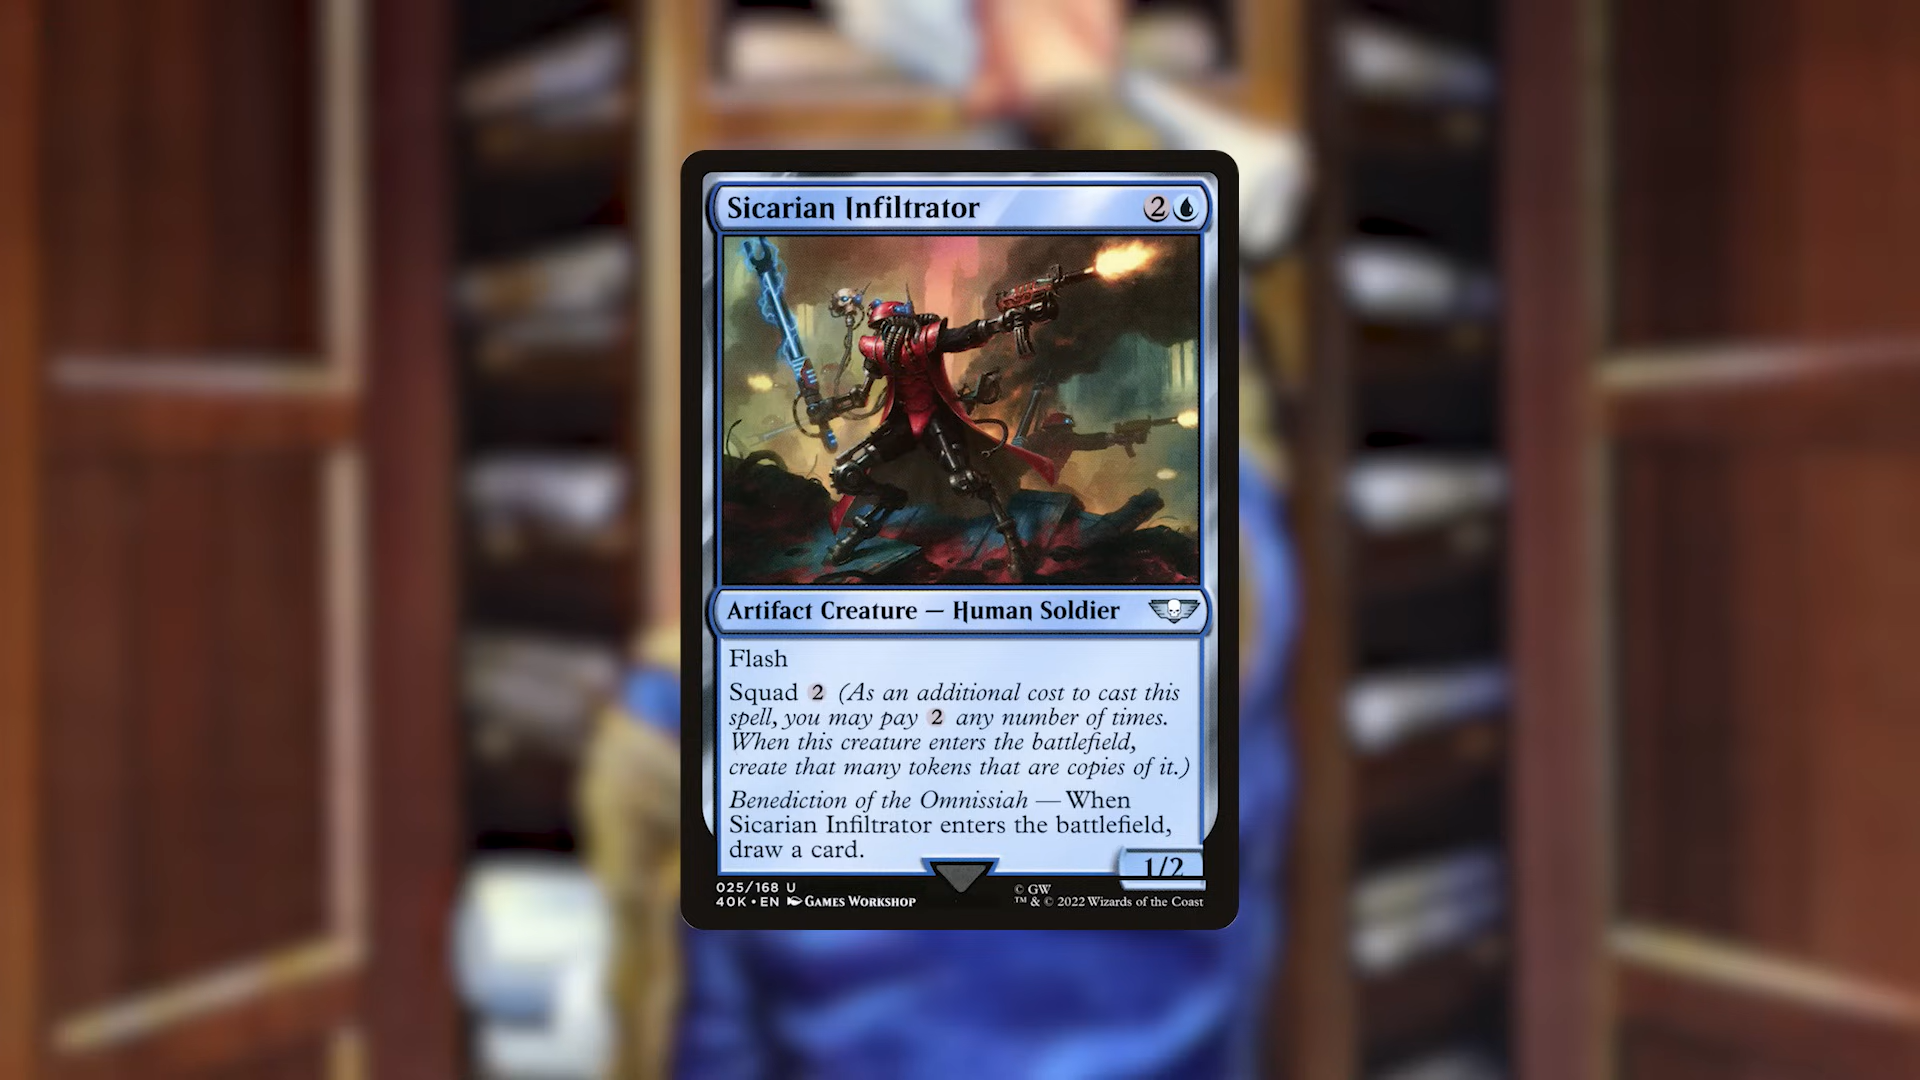 Sicarian Infiltrator 2
Artifact Creature — Human Soldier
Flash
Squad 2 (As an additional cost to cast this
spell, you may pay 2 any number of times.
When this creature enters the battlefield,
create that many tokens that are copies of it.)
Benediction of the Omnissiah — When
Sicarian Infiltrator enters the battlefield,
draw a card.
1/2
025/168 U
40K • EN GAMES WORKSHOP
© GW
™ & © 2022 Wizards of the Coast